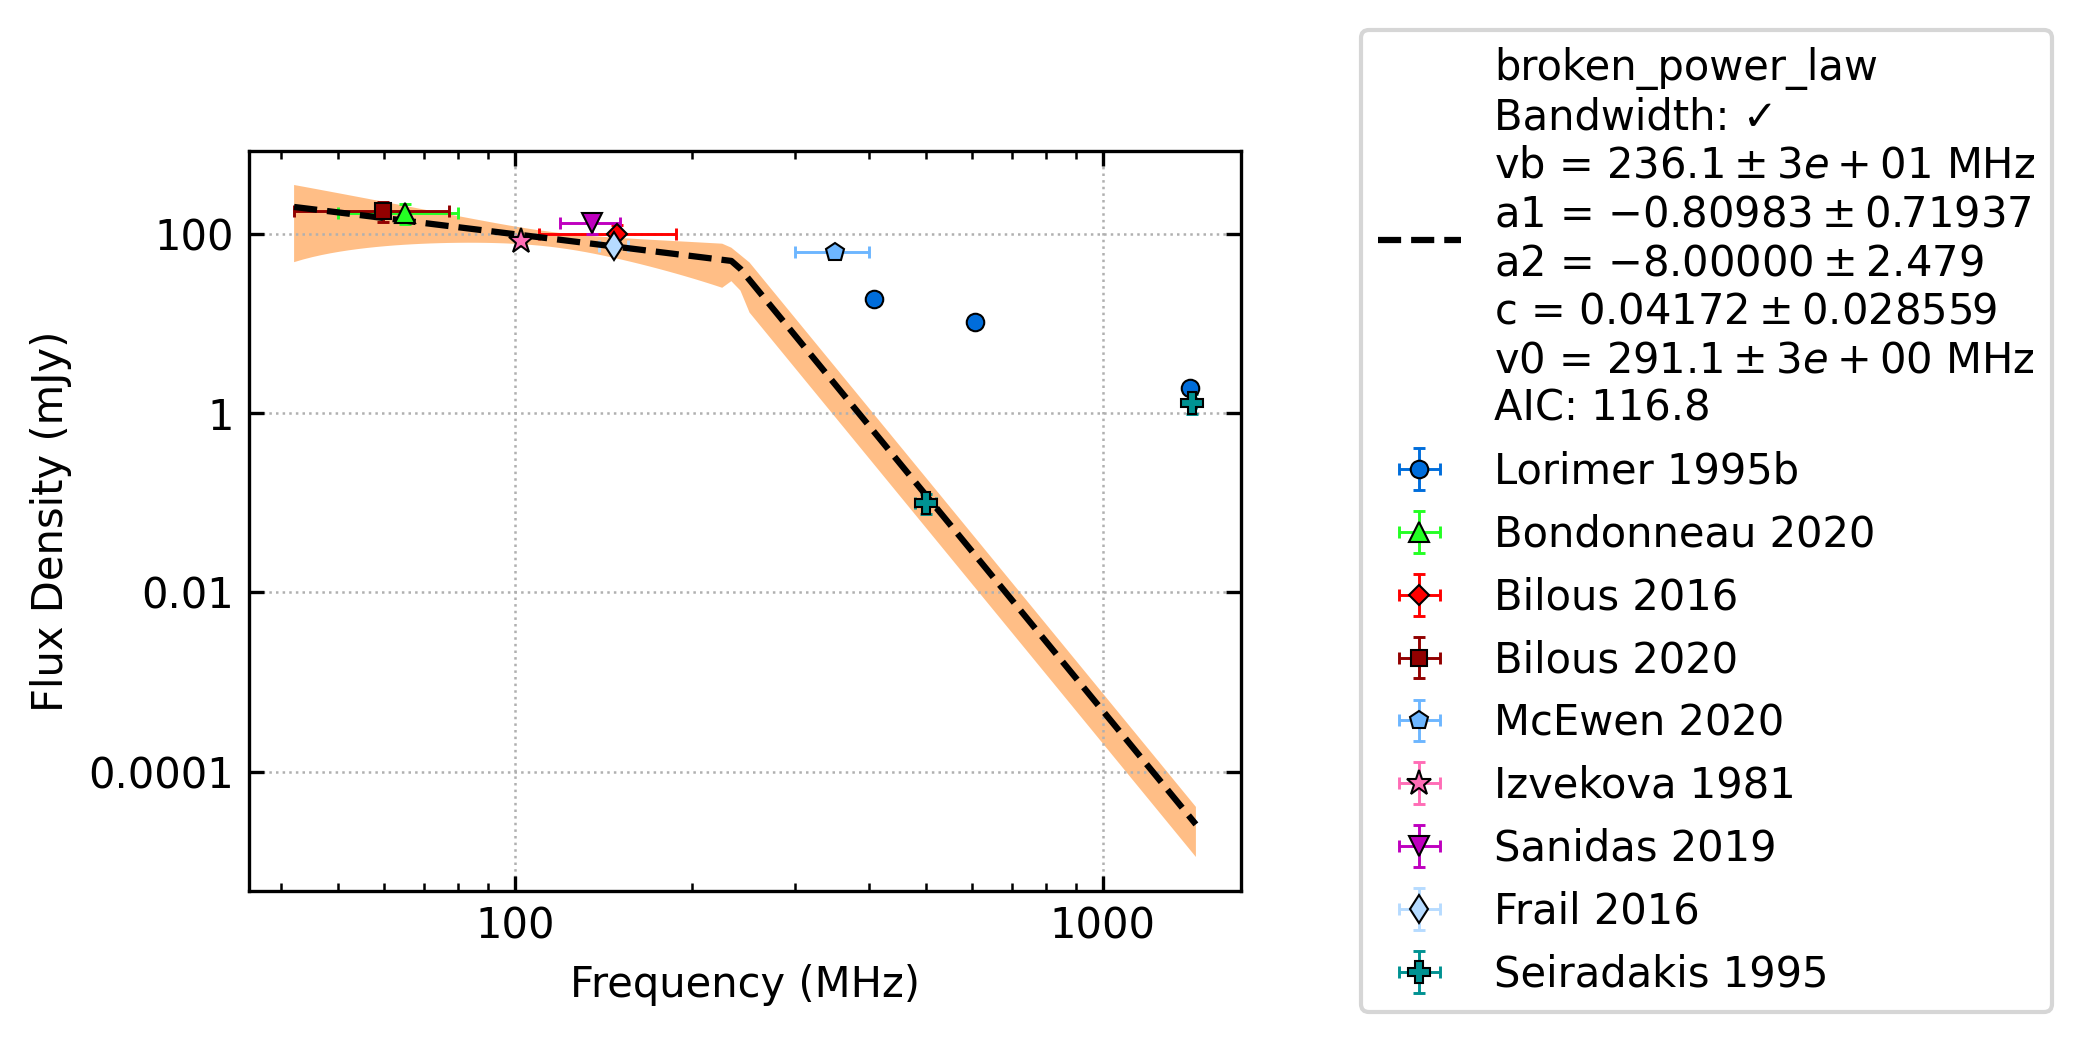 Flux Density (mJy)
100
1
0.01
0.0001
100
1000
Frequency (MHz)
broken_power_law
Bandwidth: ✓
vb = 236.1 ± 3e + 01 MHz
a1 = −0.80983 ± 0.71937
a2 = −8.00000 ± 2.479
c = 0.04172 ± 0.028559
v0 = 291.1 ± 3e + 00 MHz
AIC: 116.8
Lorimer 1995b
Bondonneau 2020
Bilous 2016
Bilous 2020
McEwen 2020
Izvekova 1981
Sanidas 2019
Frail 2016
Seiradakis 1995